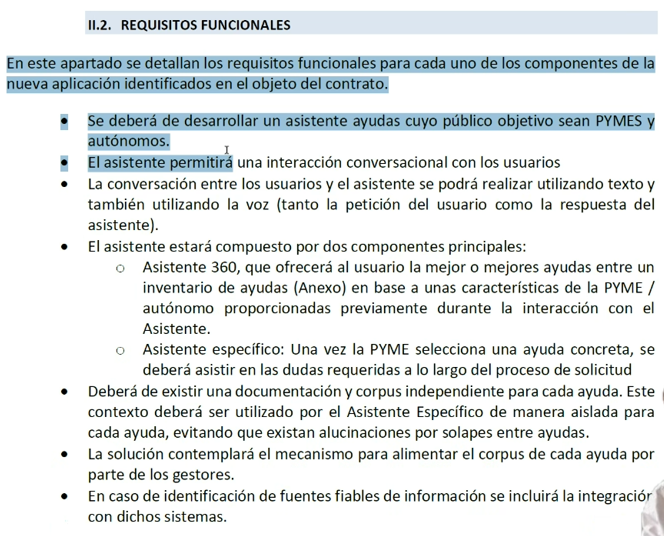 II.2. REQUISITOS FUNCIONALES
En este apartado se detallan los requisitos funcionales para cada uno de los componentes de la
nueva aplicación identificados en el objeto del contrato.
• Se deberá de desarrollar un asistente ayudas cuyo público objetivo sean PYMES y
autónomos.
• El asistente permitirá una interacción conversacional con los usuarios
• La conversación entre los usuarios y el asistente se podrá realizar utilizando texto y
también utilizando la voz (tanto la petición del usuario como la respuesta del
asistente).
• El asistente estará compuesto por dos componentes principales:
○ Asistente 360, que ofrecerá al usuario la mejor o mejores ayudas entre un
inventario de ayudas (Anexo) en base a unas características de la PYME /
autónomo proporcionadas previamente durante la interacción con el
Asistente.
○ Asistente específico: Una vez la PYME selecciona una ayuda concreta, se
deberá asistir en las dudas requeridas a lo largo del proceso de solicitud
• Deberá de existir una documentación y corpus independiente para cada ayuda. Este
contexto deberá ser utilizado por el Asistente Específico de manera aislada para
cada ayuda, evitando que existan alucinaciones por solapes entre ayudas.
• La solución contemplará el mecanismo para alimentar el corpus de cada ayuda por
parte de los gestores.
• En caso de identificación de fuentes fiables de información se incluirá la integración
con dichos sistemas.